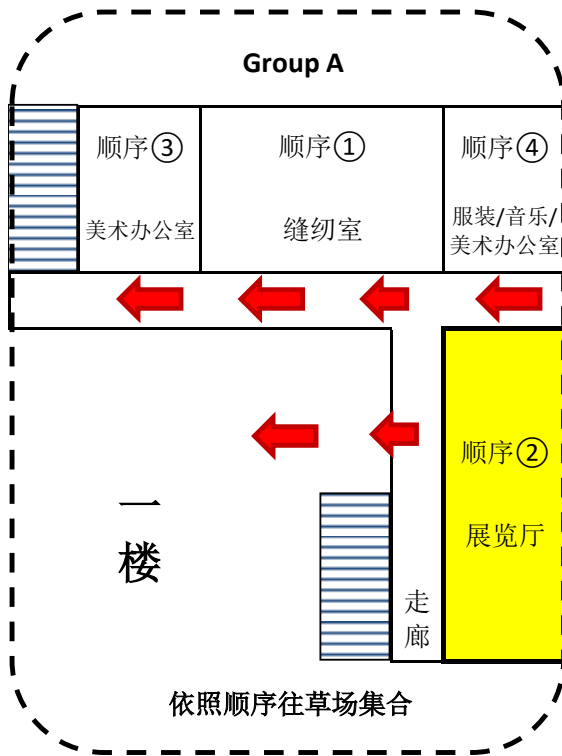 Group A
顺序③
美术办公室
顺序①
缝纫室
顺序④
服装/音乐/
美术办公室
顺序②
展览厅
一
楼
走
廊
依照顺序往草场集合